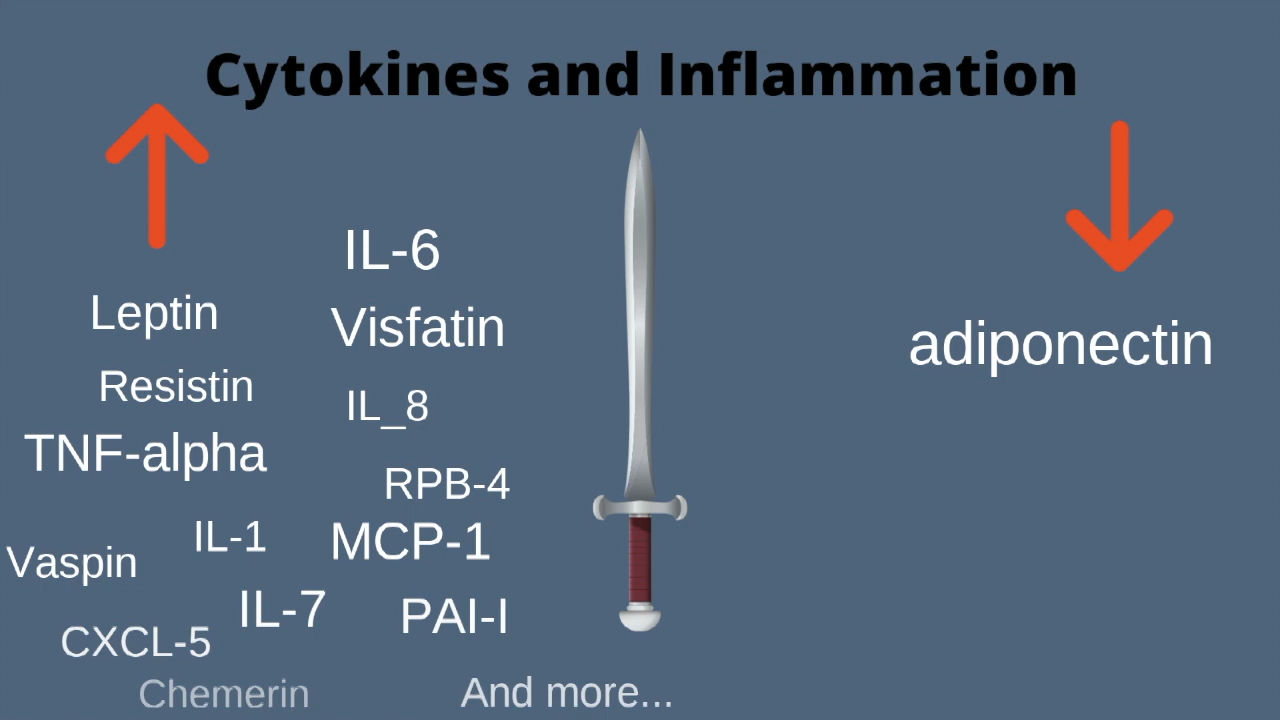 Cytokines and Inflammation
IL-6
Leptin
Visfatin
Resistin
IL_8
TNF-alpha
RPB-4
IL-1
MCP-1
Vaspin
IL-7
PAI-I
CXCL-5
Chemerin
And more...
adiponectin